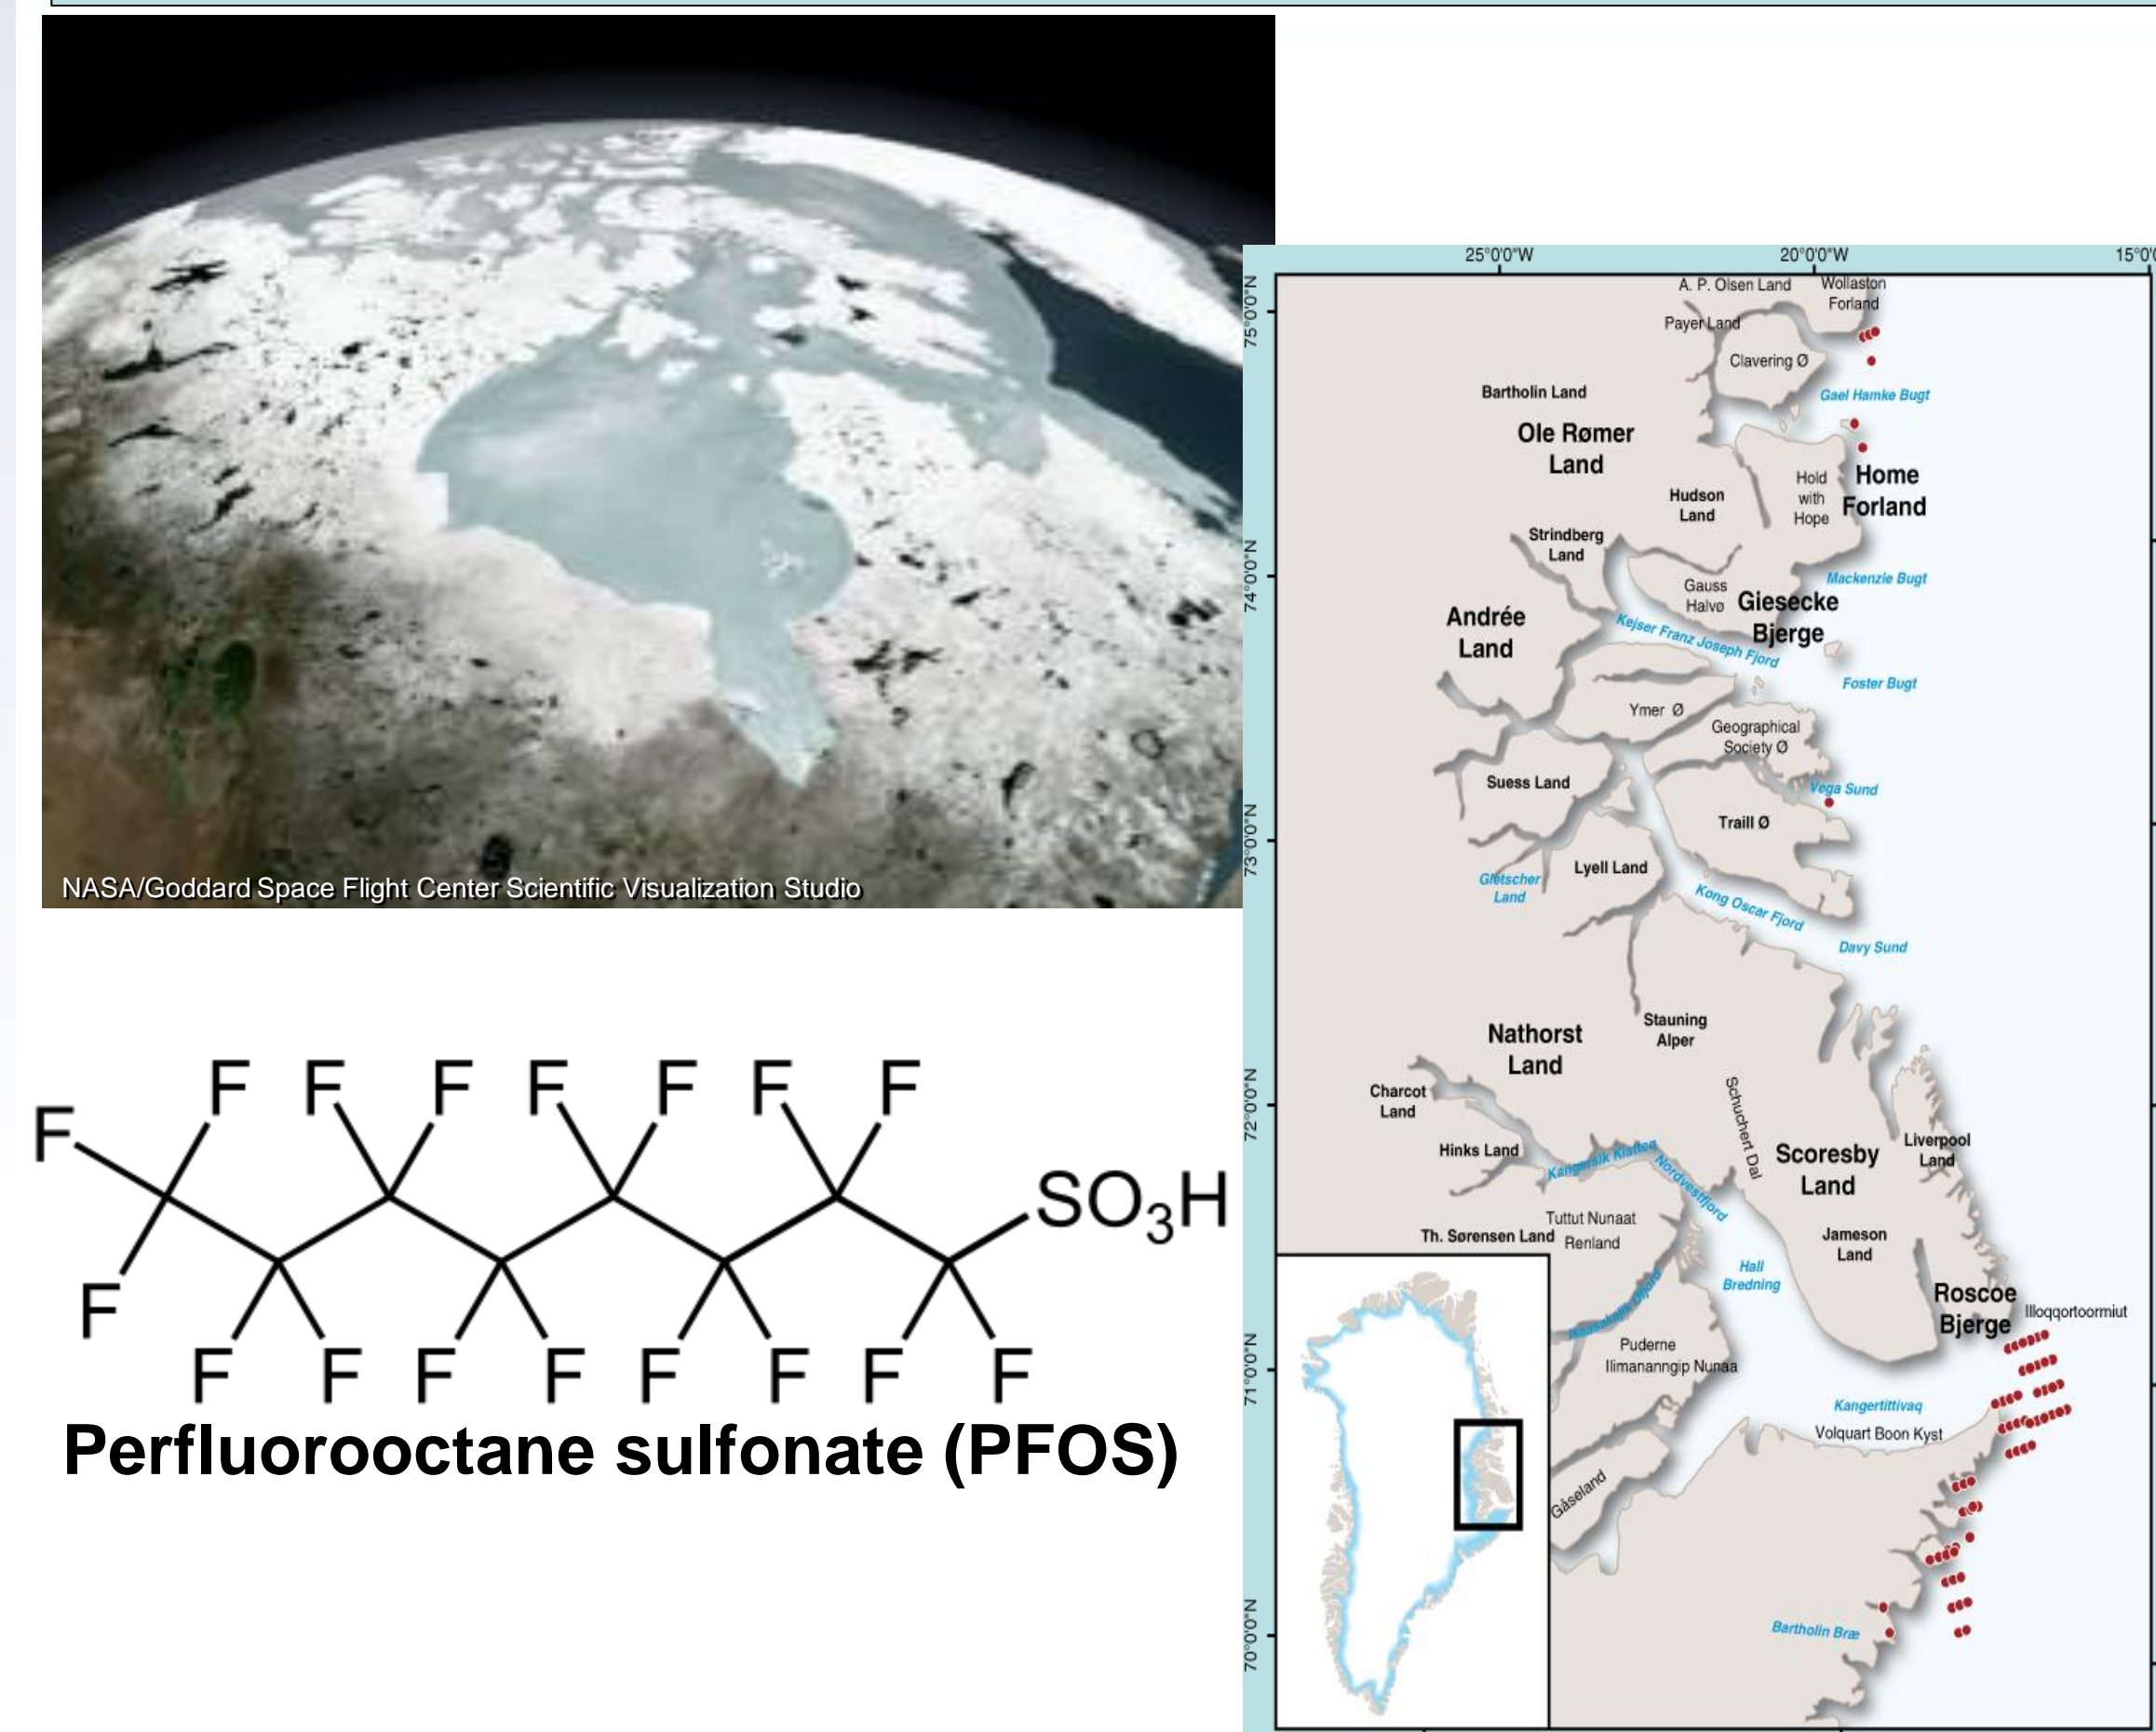 NASA/Goddard Space Flight Center Scientific Visualization Studio
F F F F F F F F
SO3H
F
F F F F F F F F
Perfluorooctane sulfonate (PFOS)
25°0'0"W 20°0'0"W
75°0'0"N
74°0'0"N
73°0'0"N
72°0'0"N
71°0'0"N
70°0'0"N
A. P. Olsen Land
Wollaston
Forland
Payer Land
Clavering Ø
Bartholin Land
Gael Hamke Bugt
Ole Rømer
Land
Hold
with
Hope
Home
Forland
Hudson
Land
Strindberg
Land
Mackenzie Bugt
Gauss
Halvø
Giesecke
Bjerge
Andrée
Land
Kejser Franz Joseph Fjord
Foster Bugt
Ymer Ø
Geographical
Society Ø
Suess Land
Vega Sund
Traill Ø
Lyell Land
Gletscher
Land
Kong Oscar Fjord
Davy Sund
Stauning
Alper
Nathorst
Land
Charcot
Land
Schuchert Dal
Hinks Land
Kangersik Kiatteq
Nordvestfjord
Scoresby
Land
Liverpool
Land
Tuttut Nunaat
Renland
Th. Sørensen Land
Jameson
Land
Hall
Bredning
Roscoe
Bjerge
Illoqqortoormiut
Puderne
Ilimananngip Nunaa
Kangertittivaq
Volquart Boon Kyst
Gåseland
Bartholin Bræ